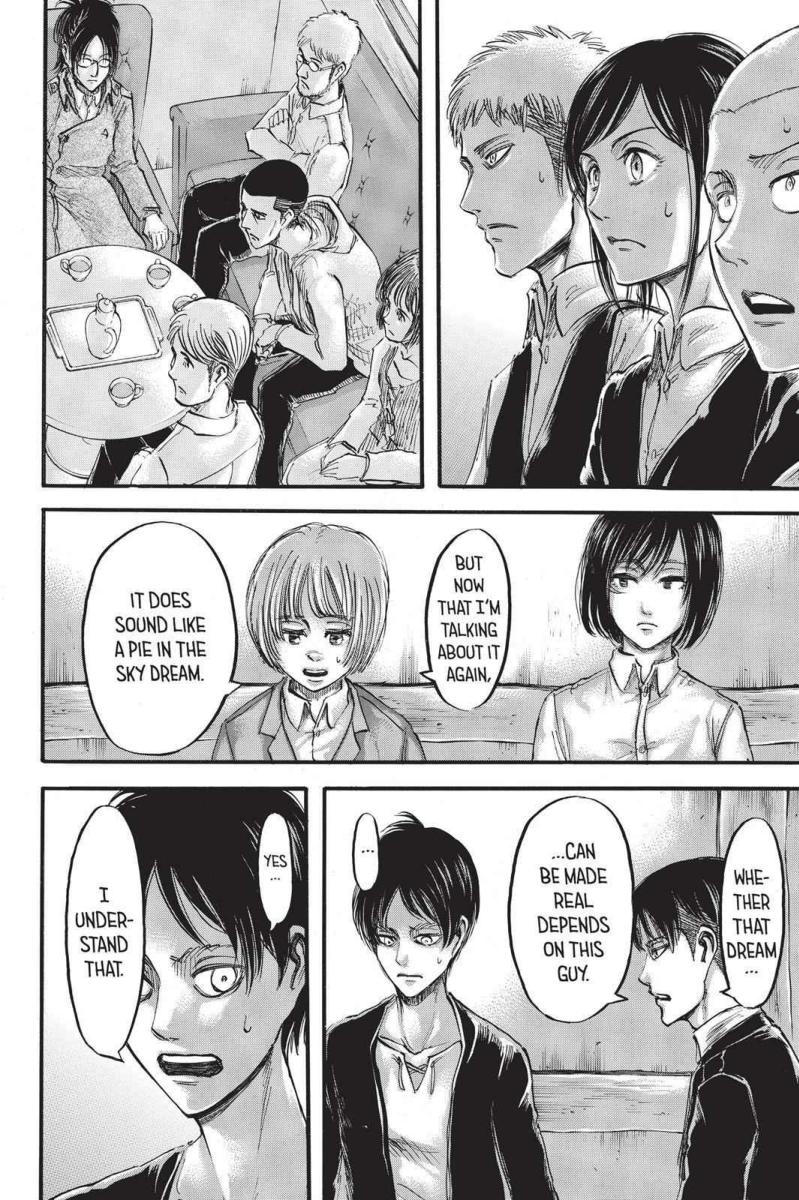 BUT
NOW
THAT I'M
TALKING
ABOUT IT
AGAIN,
IT DOES
SOUND LIKE
A PIE IN THE
SKY DREAM.
WHE-
THER THAT
DREAM
...
...CAN
BE MADE
REAL
DEPENDS
ON THIS
GUY.
...
YES
...
I
UNDER-
STAND
THAT.